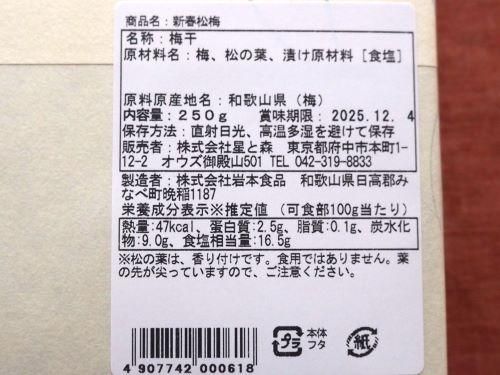 商品名：新春松梅
名称：梅干
原材料名：梅、松の葉、漬け原材料［食塩］
原料原産地名：和歌山県（梅）
内容量：２５０ｇ　賞味期限：2025.12. 4
保存方法：直射日光、高温多湿を避けて保存
販売者：株式会社星と森　東京都府中市本町1-
12-2　オウズ御殿山501 TEL 042-319-8833
製造者：株式会社岩本食品　和歌山県日高郡み
なべ町晩稲1187
栄養成分表示※推定値（可食部100g当たり）
熱量:47kcal、蛋白質:2.5g、脂質:0.1g、炭水化
物:9.0g、食塩相当量:16.5g
※松の葉は、香り付けです。食用ではありません。葉
の先が尖っていますので、ご注意ください。
プラ 本体 紙
フタ
4 907742 000618